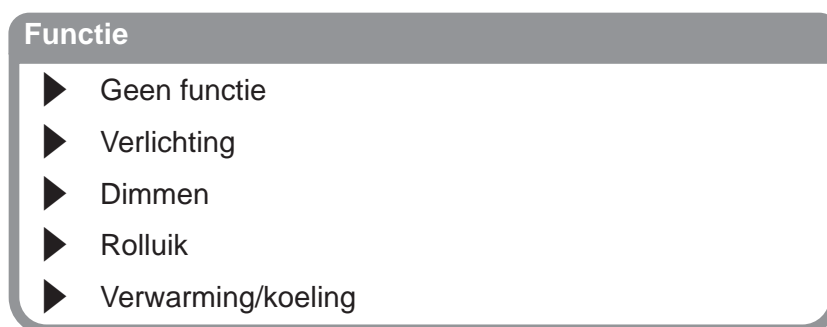 Functie
Geen functie
Verlichting
Dimmen
Rolluik
Verwarming/koeling